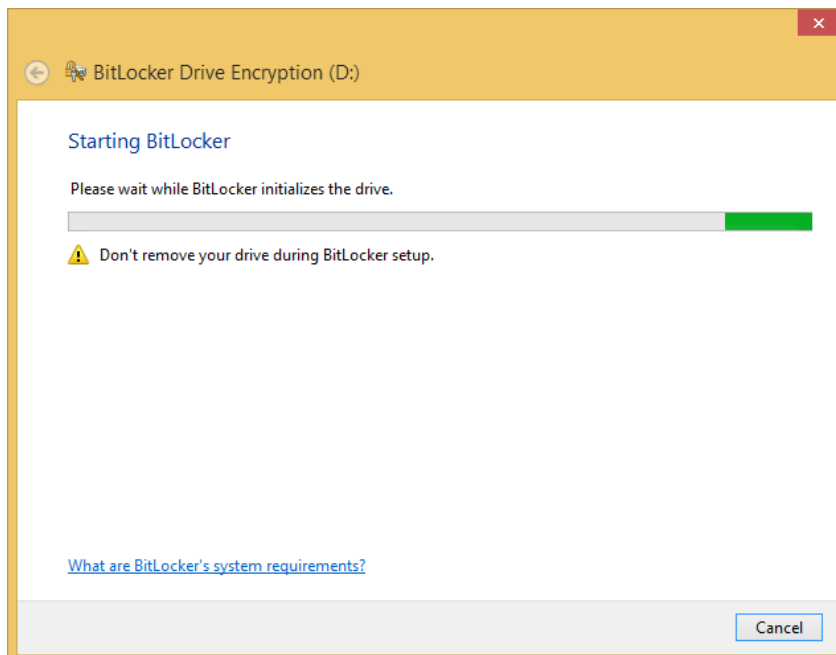 BitLocker Drive Encryption (D:)
Starting BitLocker
Please wait while BitLocker initializes the drive.
Don't remove your drive during BitLocker setup.
What are BitLocker's system requirements?
Cancel